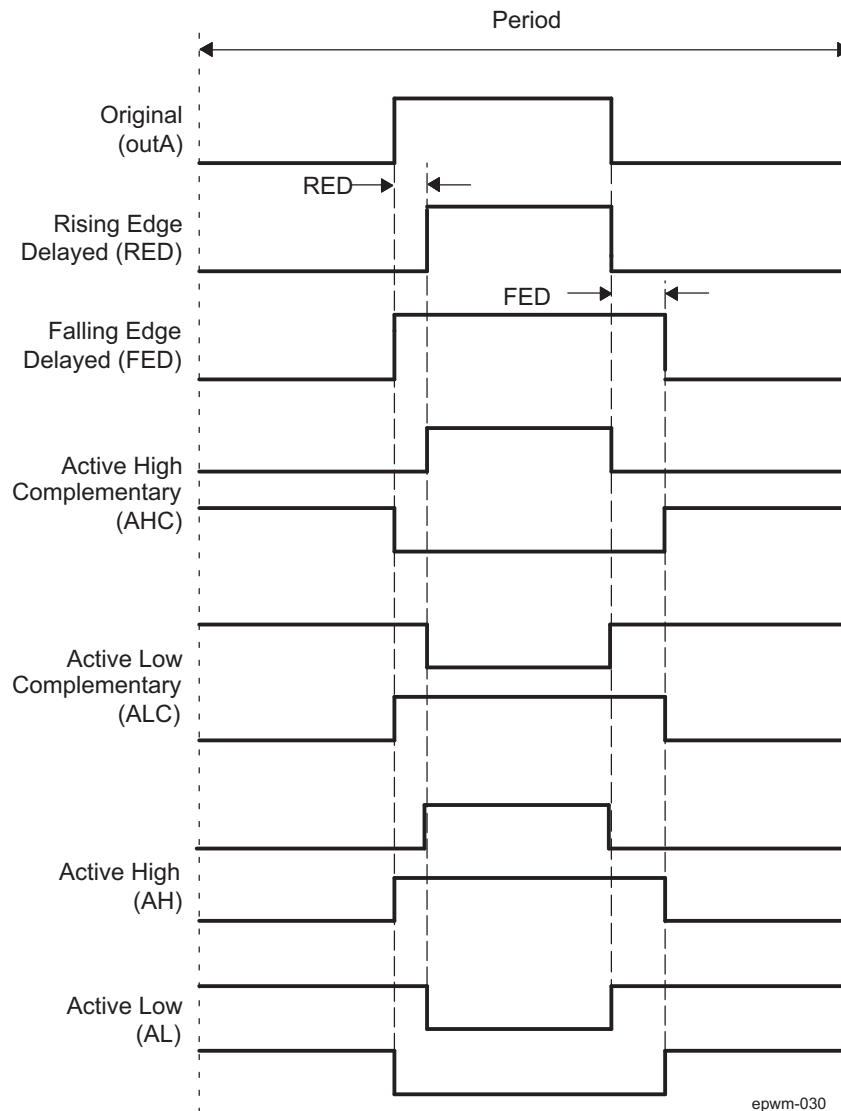 Period
Original
(outA)
RED
Rising Edge
Delayed (RED)
FED
Falling Edge
Delayed (FED)
Active High
Complementary
(AHC)
Active Low
Complementary
(ALC)
Active High
(AH)
Active Low
(AL)
epwm-030